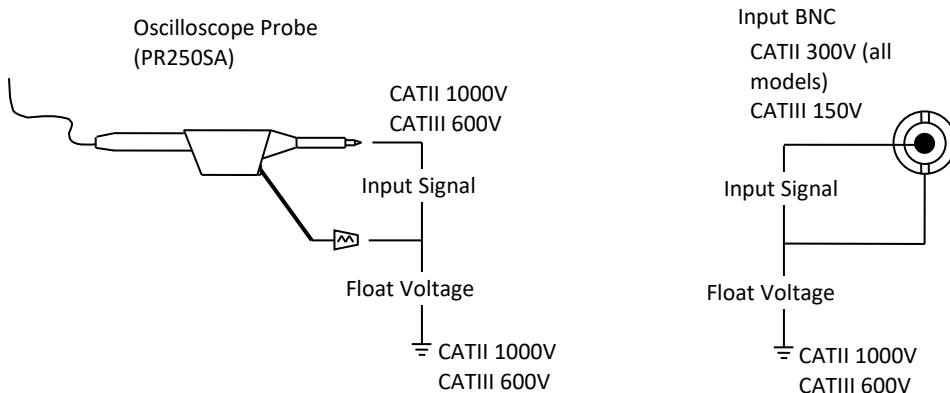 Oscilloscope Probe
(PR250SA)
CATII 1000V
CATIII 600V
Input Signal
Float Voltage
CATII 1000V
CATIII 600V
Input BNC
CATII 300V (all
models)
CATIII 150V
Input Signal
Float Voltage
CATII 1000V
CATIII 600V